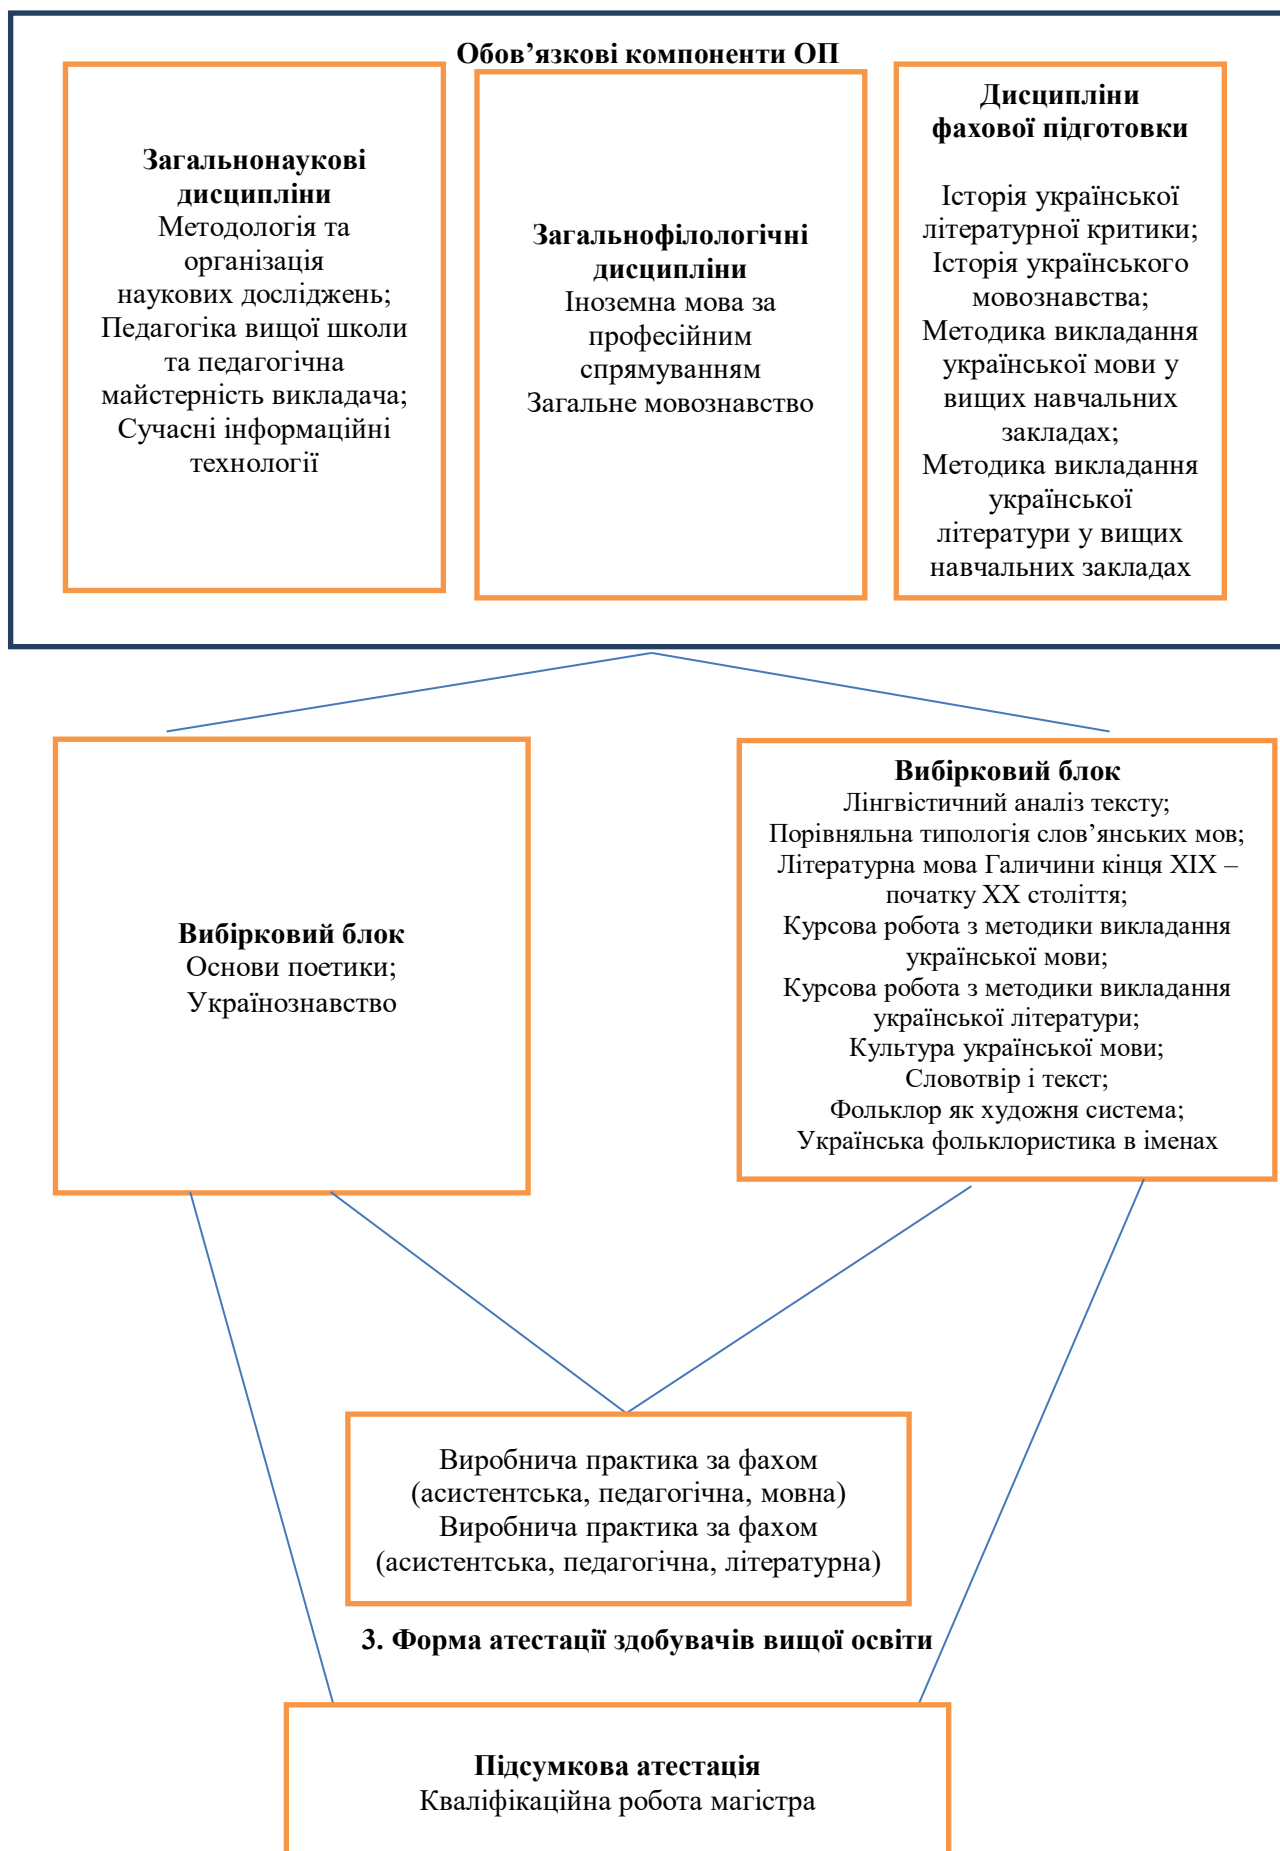 Обов’язкові компоненти ОП
Загальнонаукові
дисципліни
Методологія та
організація
наукових досліджень;
Педагогіка вищої школи
та педагогічна
майстерність викладача;
Сучасні інформаційні
технології
Загальнофілологічні
дисципліни
Іноземна мова за
професійним
спрямуванням
Загальне мовознавство
Дисципліни
фахової підготовки
Історія української
літературної критики;
Історія українського
мовознавства;
Методика викладання
української мови у
вищих навчальних
закладах;
Методика викладання
української
літератури у вищих
навчальних закладах
Вибірковий блок
Основи поетики;
Українознавство
Вибірковий блок
Лінгвістичний аналіз тексту;
Порівняльна типологія слов’янських мов;
Літературна мова Галичини кінця ХІХ –
початку ХХ століття;
Курсова робота з методики викладання
української мови;
Курсова робота з методики викладання
української літератури;
Культура української мови;
Словотвір і текст;
Фольклор як художня система;
Українська фольклористика в іменах
Виробнича практика за фахом
(асистентська, педагогічна, мовна)
Виробнича практика за фахом
(асистентська, педагогічна, літературна)
3. Форма атестації здобувачів вищої освіти
Підсумкова атестація
Кваліфікаційна робота магістра